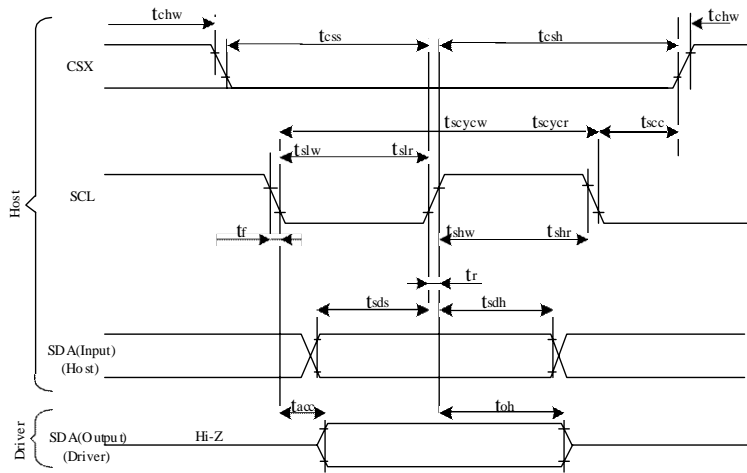 tchw
tchw
tcss
tcsh
CSX
tscycw
tscycr
tscc
tslw
tslr
Host
SCL
tf
tshw
tshr
tr
tsds
tsdh
SDA(Input)
(Host)
tacc
toh
Driver
SDA(Output)
(Driver)
Hi-Z